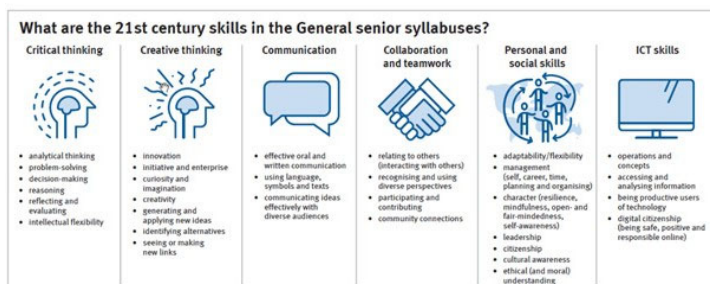 What are the 21st century skills in the General senior syllabuses?
Critical thinking
• analytical thinking
• problem-solving
• decision-making
• reasoning
• reflecting and
evaluating
• intellectual flexibility
Creative thinking
• innovation
• initiative and enterprise
• curiosity and
imagination
• creativity
• generating and
applying new ideas
• identifying alternatives
• seeing or making
new links
Communication
• effective oral and
written communication
• using language,
symbols and texts
• communicating ideas
effectively with
diverse audiences
Collaboration
and teamwork
• relating to others
(interacting with others)
• recognising and using
diverse perspectives
• participating and
contributing
• community connections
Personal and
social skills
• adaptability/flexibility
• management
(self, career, time,
planning and organising)
• character (resilience,
mindfulness, open- and
fair-mindedness,
self-awareness)
• leadership
• citizenship
• cultural awareness
• ethical (and moral)
understanding
ICT skills
• operations and
concepts
• accessing and
analysing information
• being productive users
of technology
• digital citizenship
(being safe, positive and
responsible online)